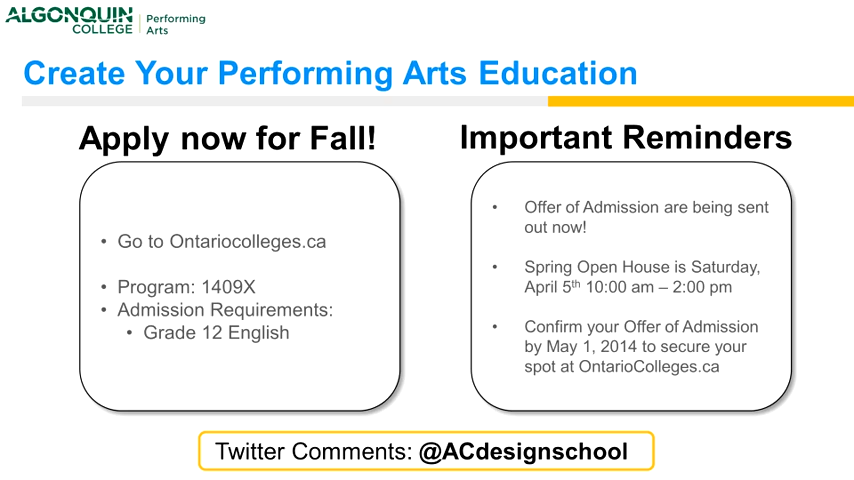 ALGONQUIN
COLLEGE
Performing
Arts
Create Your Performing Arts Education
Apply now for Fall!
• Go to Ontariocolleges.ca
• Program: 1409X
• Admission Requirements:
• Grade 12 English
Important Reminders
• Offer of Admission are being sent
out now!
• Spring Open House is Saturday,
April 5th 10:00 am – 2:00 pm
• Confirm your Offer of Admission
by May 1, 2014 to secure your
spot at OntarioColleges.ca
Twitter Comments: @ACdesignschool